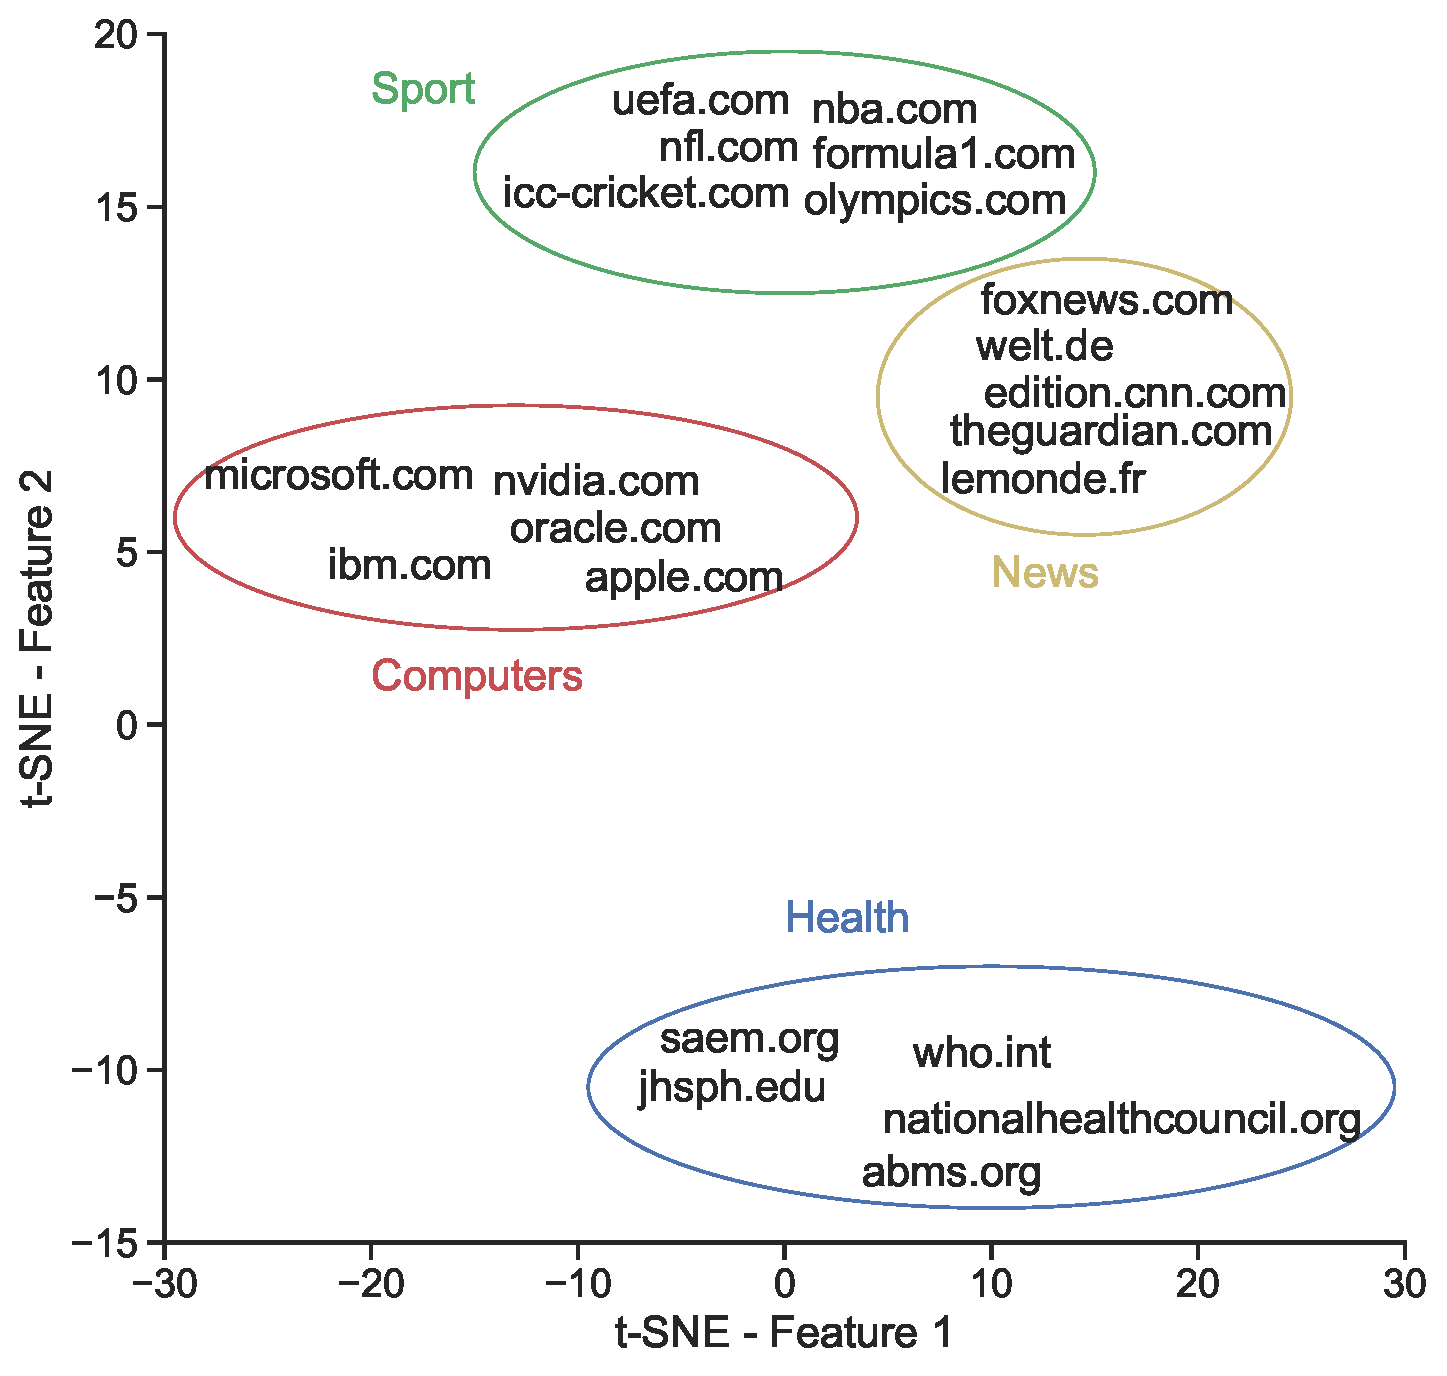 20
Sport
uefa.com
nba.com
nfl.com
formula1.com
icc-cricket.com
olympics.com
15
foxnews.com
welt.de
10
edition.cnn.com
theguardian.com
lemonde.fr
microsoft.com
nvidia.com
oracle.com
5
ibm.com
apple.com
News
Computers
t-SNE - Feature 2
0
−5
Health
saem.org
who.int
−10
jhsph.edu
nationalhealthcouncil.org
abms.org
−15
−30
−20
−10
0
10
20
30
t-SNE - Feature 1